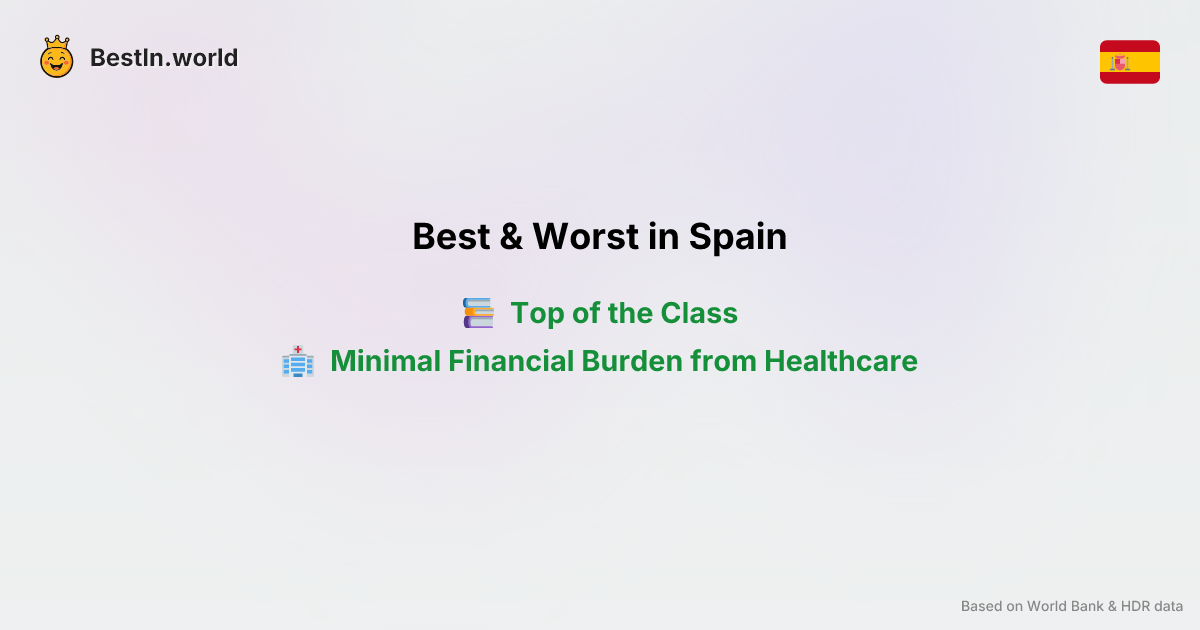 BestIn.world
Best & Worst in Spain
Top of the Class
Minimal Financial Burden from Healthcare
Based on World Bank & HDR data